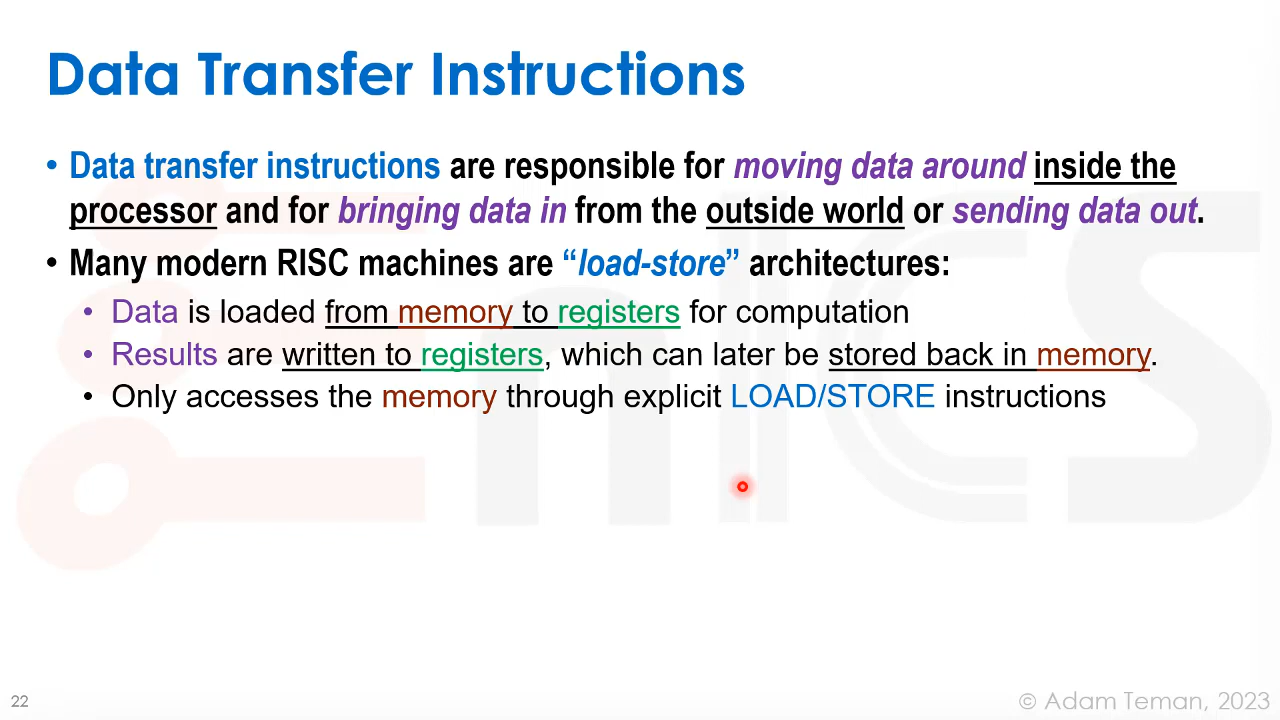 Data Transfer Instructions
• Data transfer instructions are responsible for moving data around inside the
processor and for bringing data in from the outside world or sending data out.
• Many modern RISC machines are “load-store” architectures:
• Data is loaded from memory to registers for computation
• Results are written to registers, which can later be stored back in memory.
• Only accesses the memory through explicit LOAD/STORE instructions
nICS
22
© Adam Teman, 2023